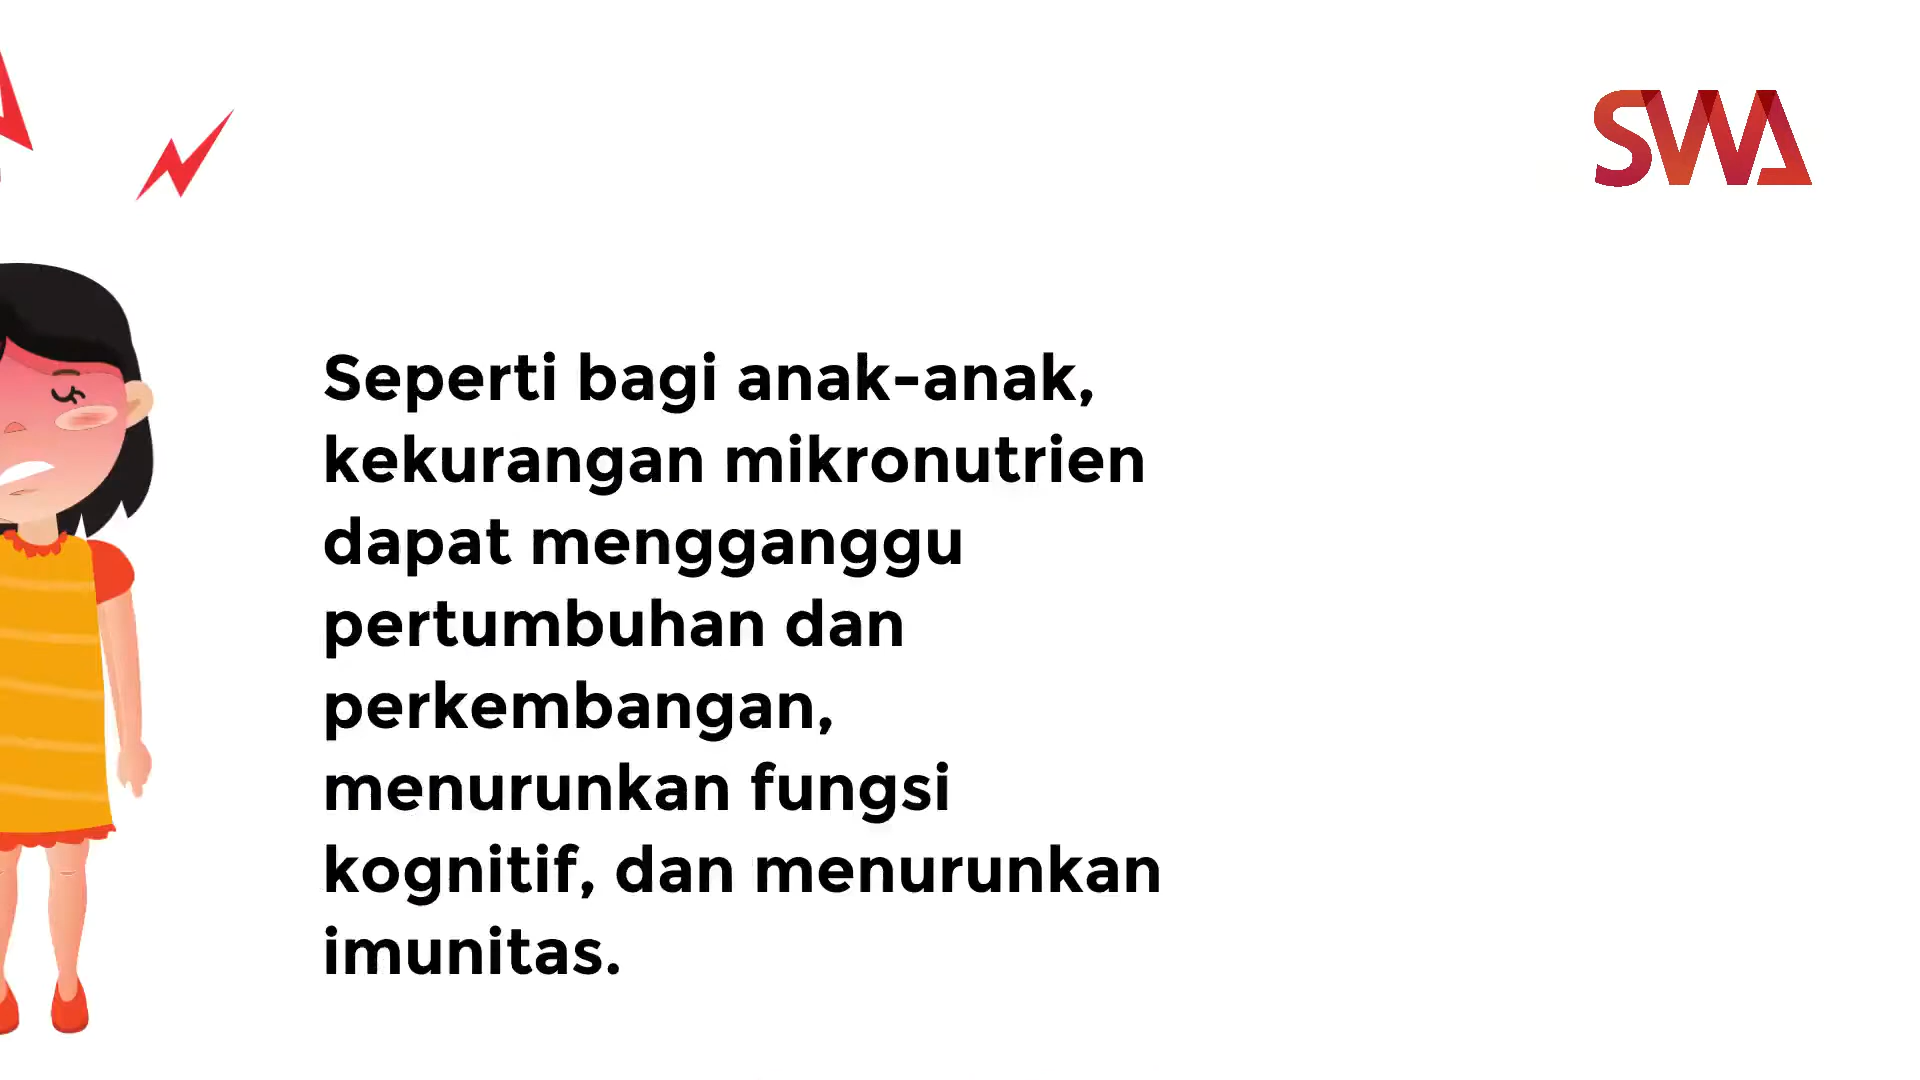 SWA
Seperti bagi anak-anak,
kekurangan mikronutrien
dapat mengganggu
pertumbuhan dan
perkembangan,
menurunkan fungsi
kognitif, dan menurunkan
imunitas.